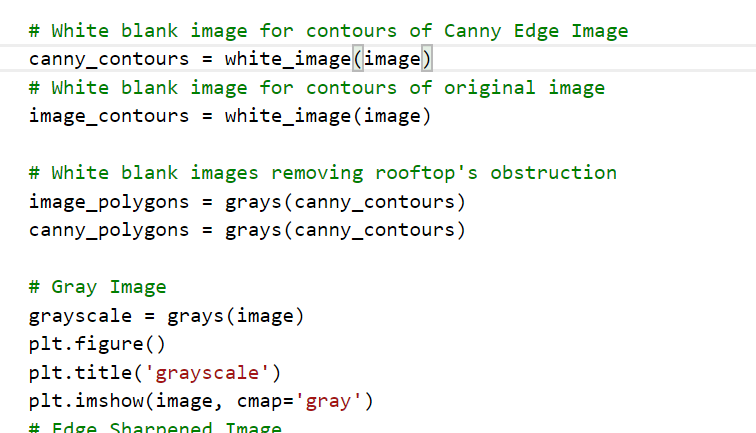 # White blank image for contours of Canny Edge Image
canny_contours = white_image(image)
# White blank image for contours of original image
image_contours = white_image(image)
# White blank images removing rooftop's obstruction
image_polygons = grays(canny_contours)
canny_polygons = grays(canny_contours)
# Gray Image
grayscale = grays(image)
plt.figure()
plt.title('grayscale')
plt.imshow(image, cmap='gray')
# Edge Sharpened Image